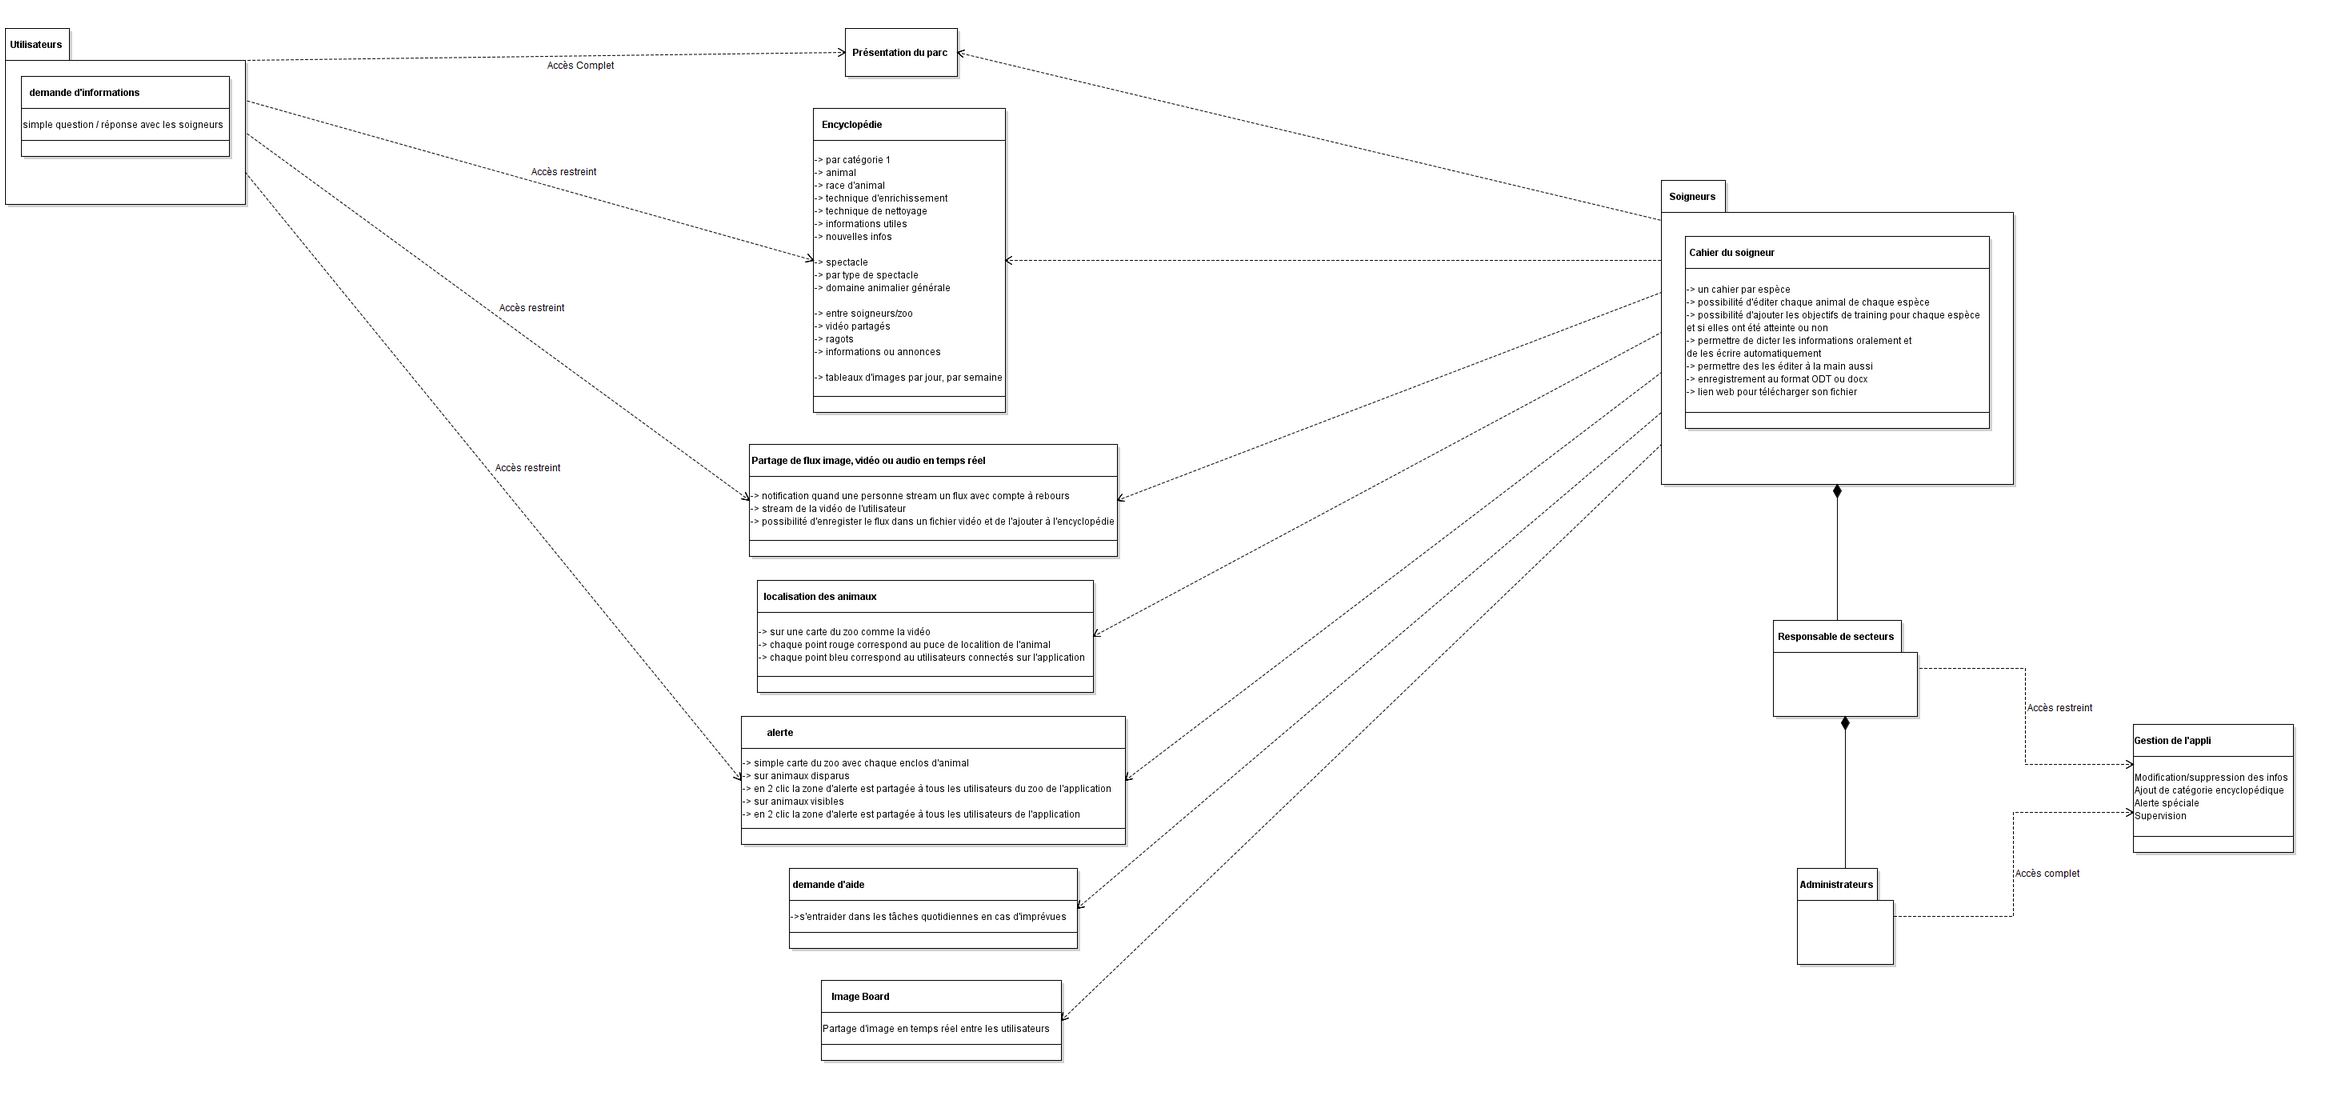 Utilisateurs
demande d'informations
simple question / réponse avec les soigneurs
Accès Complet
Accès restreint
Accès restreint
Accès restreint
Présentation du parc
Encyclopédie
-> par catégorie 1
-> animal
-> race d'animal
-> technique d'enrichissement
-> technique de nettoyage
-> informations utiles
-> nouvelles infos
-> spectacle
-> par type de spectacle
-> domaine animalier générale
-> entre soigneurs/zoo
-> vidéo partagés
-> ragots
-> informations ou annonces
-> tableaux d'images par jour, par semaine
Partage de flux image, vidéo ou audio en temps réel
-> notification quand une personne stream un flux avec compte à rebours
-> stream de la vidéo de l'utilisateur
-> possibilité d'enregister le flux dans un fichier vidéo et de l'ajouter à l'encyclopédie
localisation des animaux
-> sur une carte du zoo comme la vidéo
-> chaque point rouge correspond au puce de localition de l'animal
-> chaque point bleu correspond au utilisateurs connectés sur l'application
alerte
-> simple carte du zoo avec chaque enclos d'animal
-> sur animaux disparus
-> en 2 clic la zone d'alerte est partagée à tous les utilisateurs du zoo de l'application
-> sur animaux visibles
-> en 2 clic la zone d'alerte est partagée à tous les utilisateurs de l'application
demande d'aide
->s'entraider dans les tâches quotidiennes en cas d'imprévues
Image Board
Partage d'image en temps réel entre les utilisateurs
Soigneurs
Cahier du soigneur
-> un cahier par espèce
-> possibilité d'éditer chaque animal de chaque espèce
-> possibilité d'ajouter les objectifs de training pour chaque espèce
et si elles ont été atteinte ou non
-> permettre de dicter les informations oralement et
de les écrire automatiquement
-> permettre des les éditer à la main aussi
-> enregistrement au format ODT ou docx
-> lien web pour télécharger son fichier
Responsable de secteurs
Accès restreint
Gestion de l'appli
Modification/suppression des infos
Ajout de catégorie encyclopédique
Alerte spéciale
Supervision
Accès complet
Administrateurs